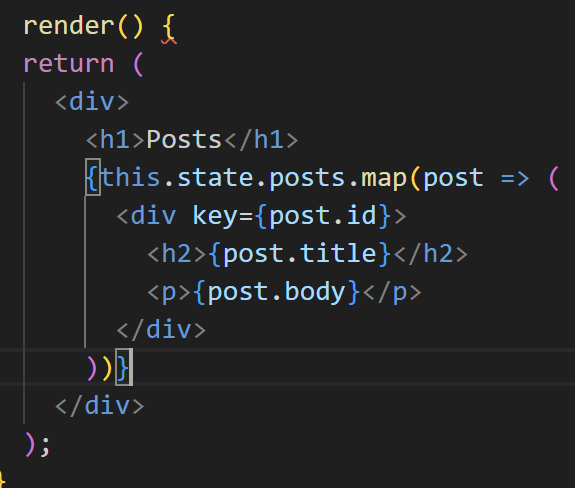 render() {
return (
<div>
<h1>Posts</h1>
{this.state.posts.map(post => (
<div key={post.id}>
<h2>{post.title}</h2>
<p>{post.body}</p>
</div>
))}
</div>
);
}